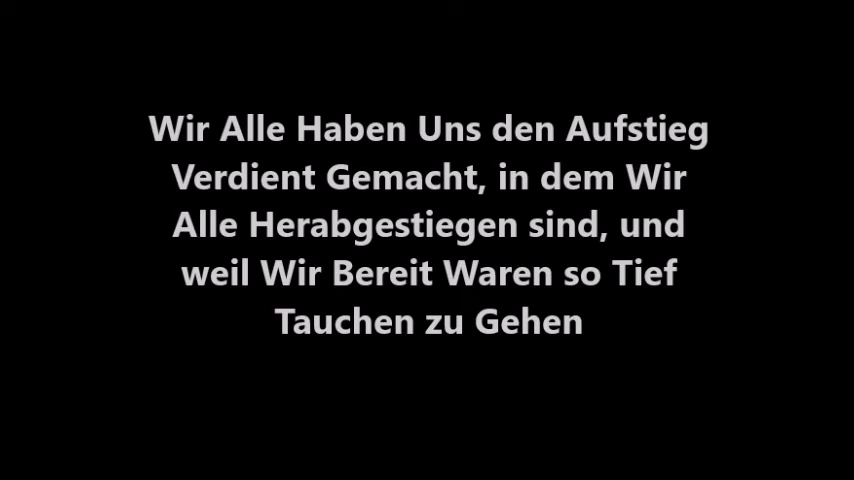 Wir Alle Haben Uns den Aufstieg
Verdient Gemacht, in dem Wir
Alle Herabgestiegen sind, und
weil Wir Bereit Waren so Tief
Tauchen zu Gehen